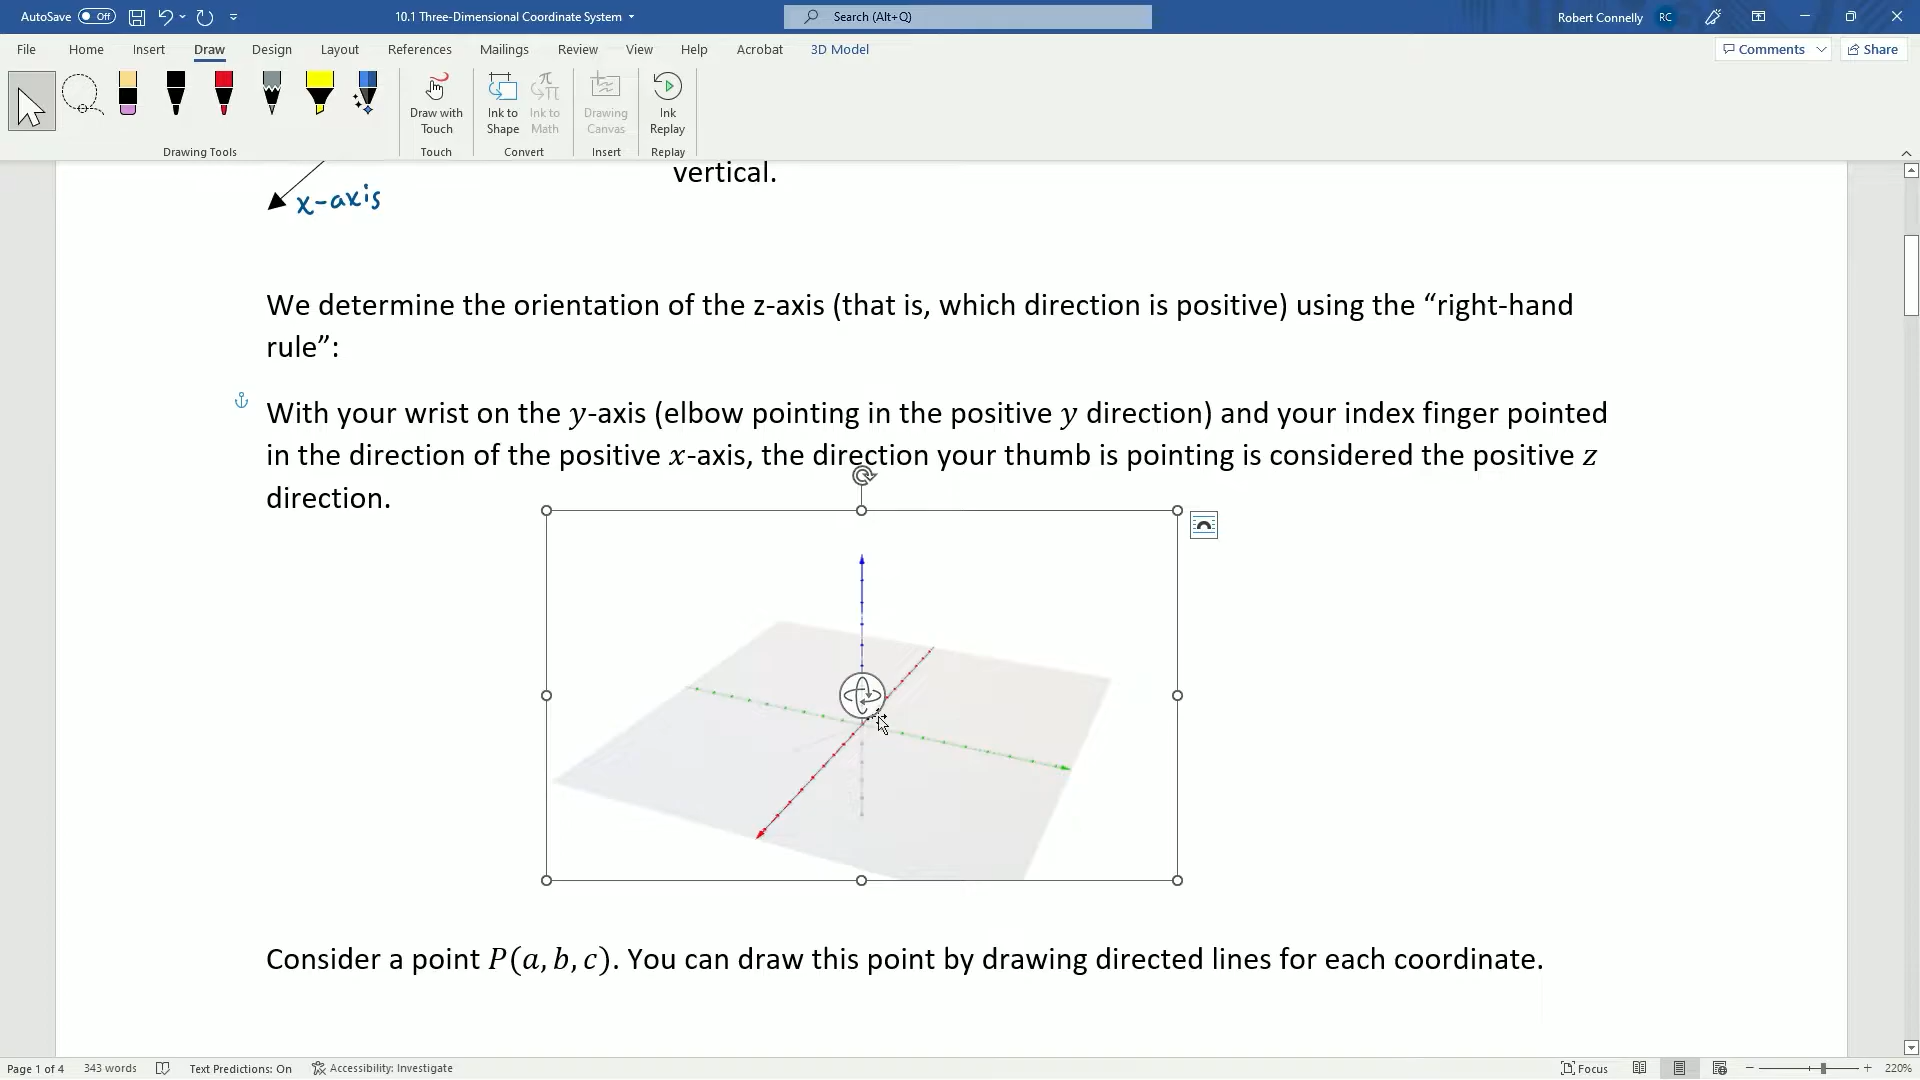 AutoSave Off 10.1 Three-Dimensional Coordinate System Search (Alt+Q) Robert Connelly RC
File Home Insert Draw Design Layout References Mailings Review View Help Acrobat 3D Model Comments Share
Draw with Touch
Ink to Shape
Ink to Math
Drawing Canvas
Ink Replay
Drawing Tools Touch Convert Insert Replay
vertical.
x-axis
We determine the orientation of the z-axis (that is, which direction is positive) using the “right-hand
rule”:
With your wrist on the y-axis (elbow pointing in the positive y direction) and your index finger pointed
in the direction of the positive x-axis, the direction your thumb is pointing is considered the positive z
direction.
Consider a point P(a, b, c). You can draw this point by drawing directed lines for each coordinate.
Page 1 of 4 343 words Text Predictions: On Accessibility: Investigate Focus 220%